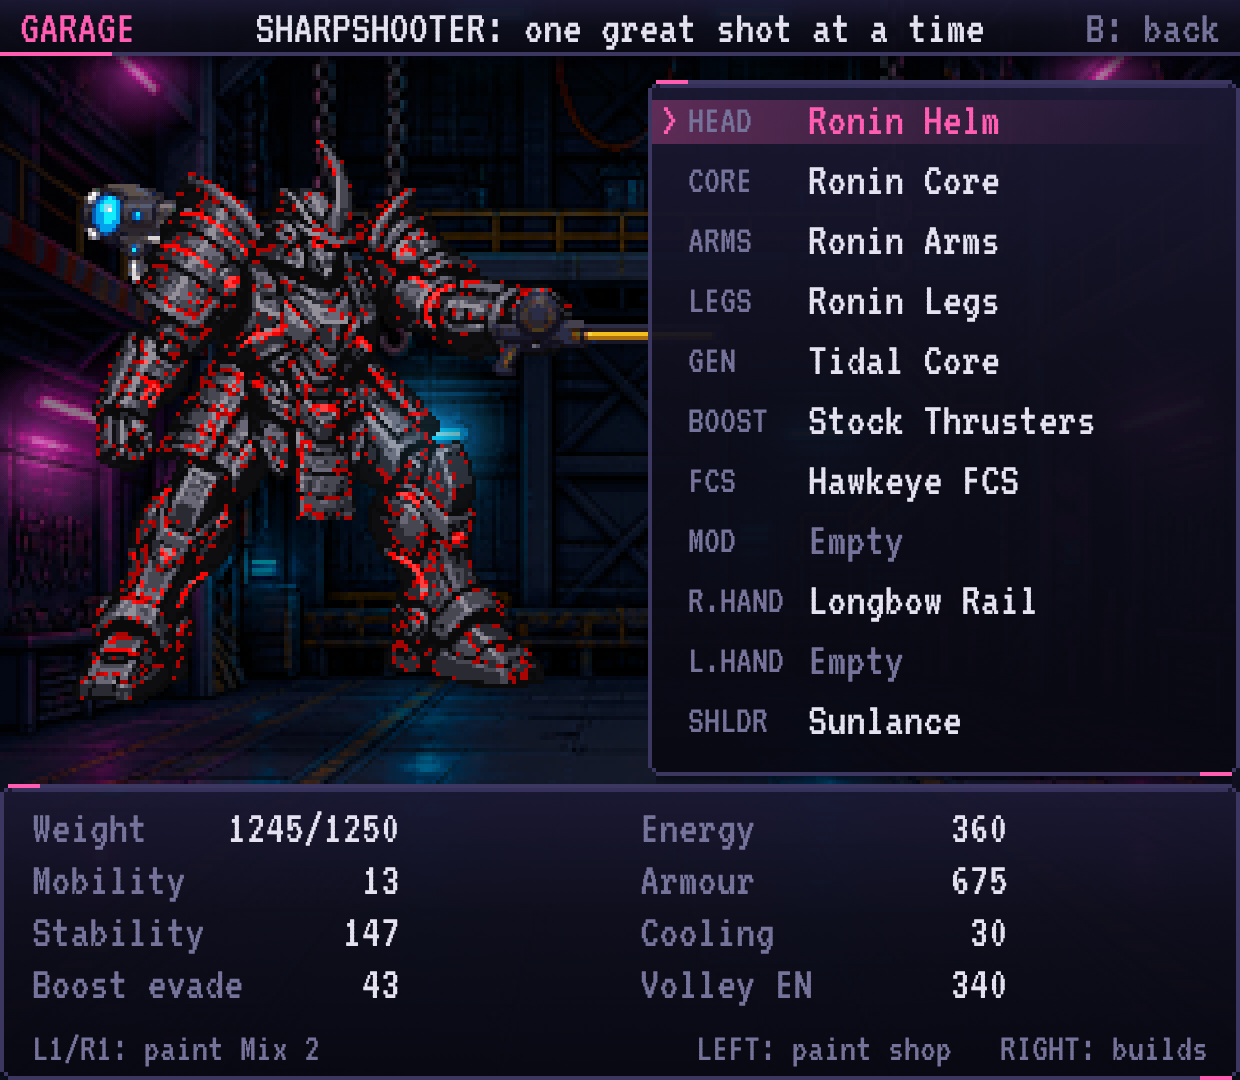 GARAGE SHARPSHOOTER: one great shot at a time B: back
HEAD Ronin Helm
CORE Ronin Core
ARMS Ronin Arms
LEGS Ronin Legs
GEN Tidal Core
BOOST Stock Thrusters
FCS Hawkeye FCS
MOD Empty
R.HAND Longbow Rail
L.HAND Empty
SHLDR Sunlance
Weight 1245/1250 Energy 360
Mobility 13 Armour 675
Stability 147 Cooling 30
Boost evade 43 Volley EN 340
L1/R1: paint Mix 2 LEFT: paint shop RIGHT: builds